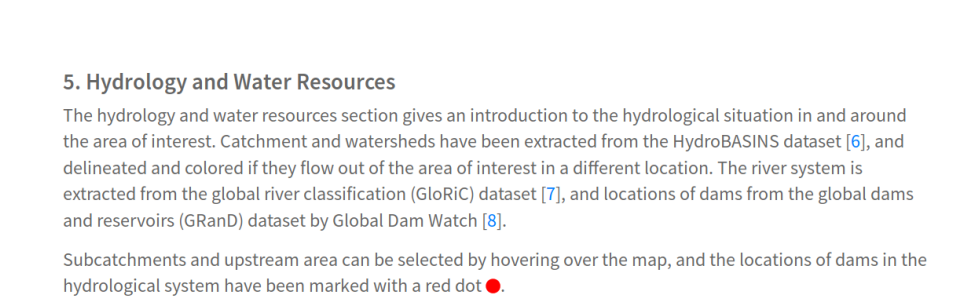 5. Hydrology and Water Resources
The hydrology and water resources section gives an introduction to the hydrological situation in and around
the area of interest. Catchment and watersheds have been extracted from the HydroBASINS dataset [6], and
delineated and colored if they flow out of the area of interest in a different location. The river system is
extracted from the global river classification (GloRiC) dataset [7], and locations of dams from the global dams
and reservoirs (GRanD) dataset by Global Dam Watch [8].
Subcatchments and upstream area can be selected by hovering over the map, and the locations of dams in the
hydrological system have been marked with a red dot .